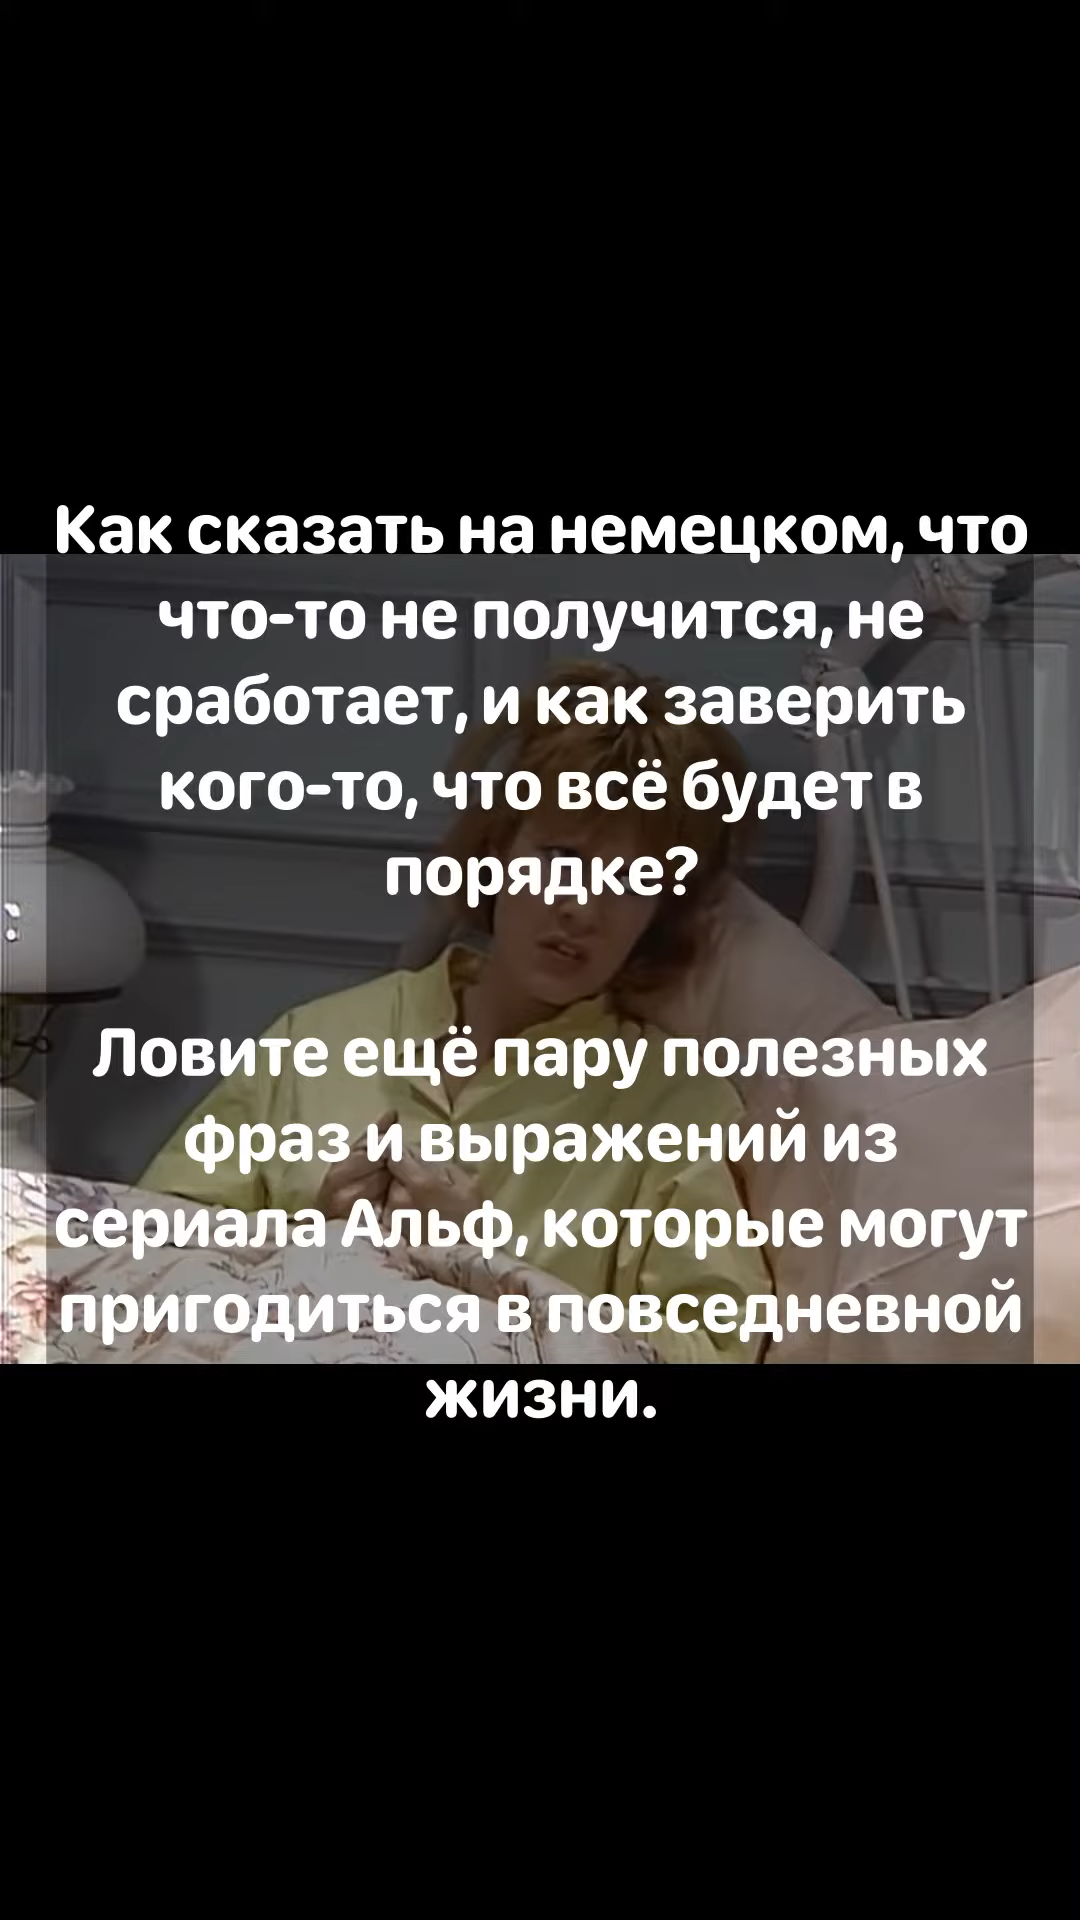 Как сказать на немецком, что
что-то не получится, не
сработает, и как заверить
кого-то, что всё будет в
порядке?
Ловите ещё пару полезных
фраз и выражений из
сериала Альф, которые могут
пригодиться в повседневной
жизни.